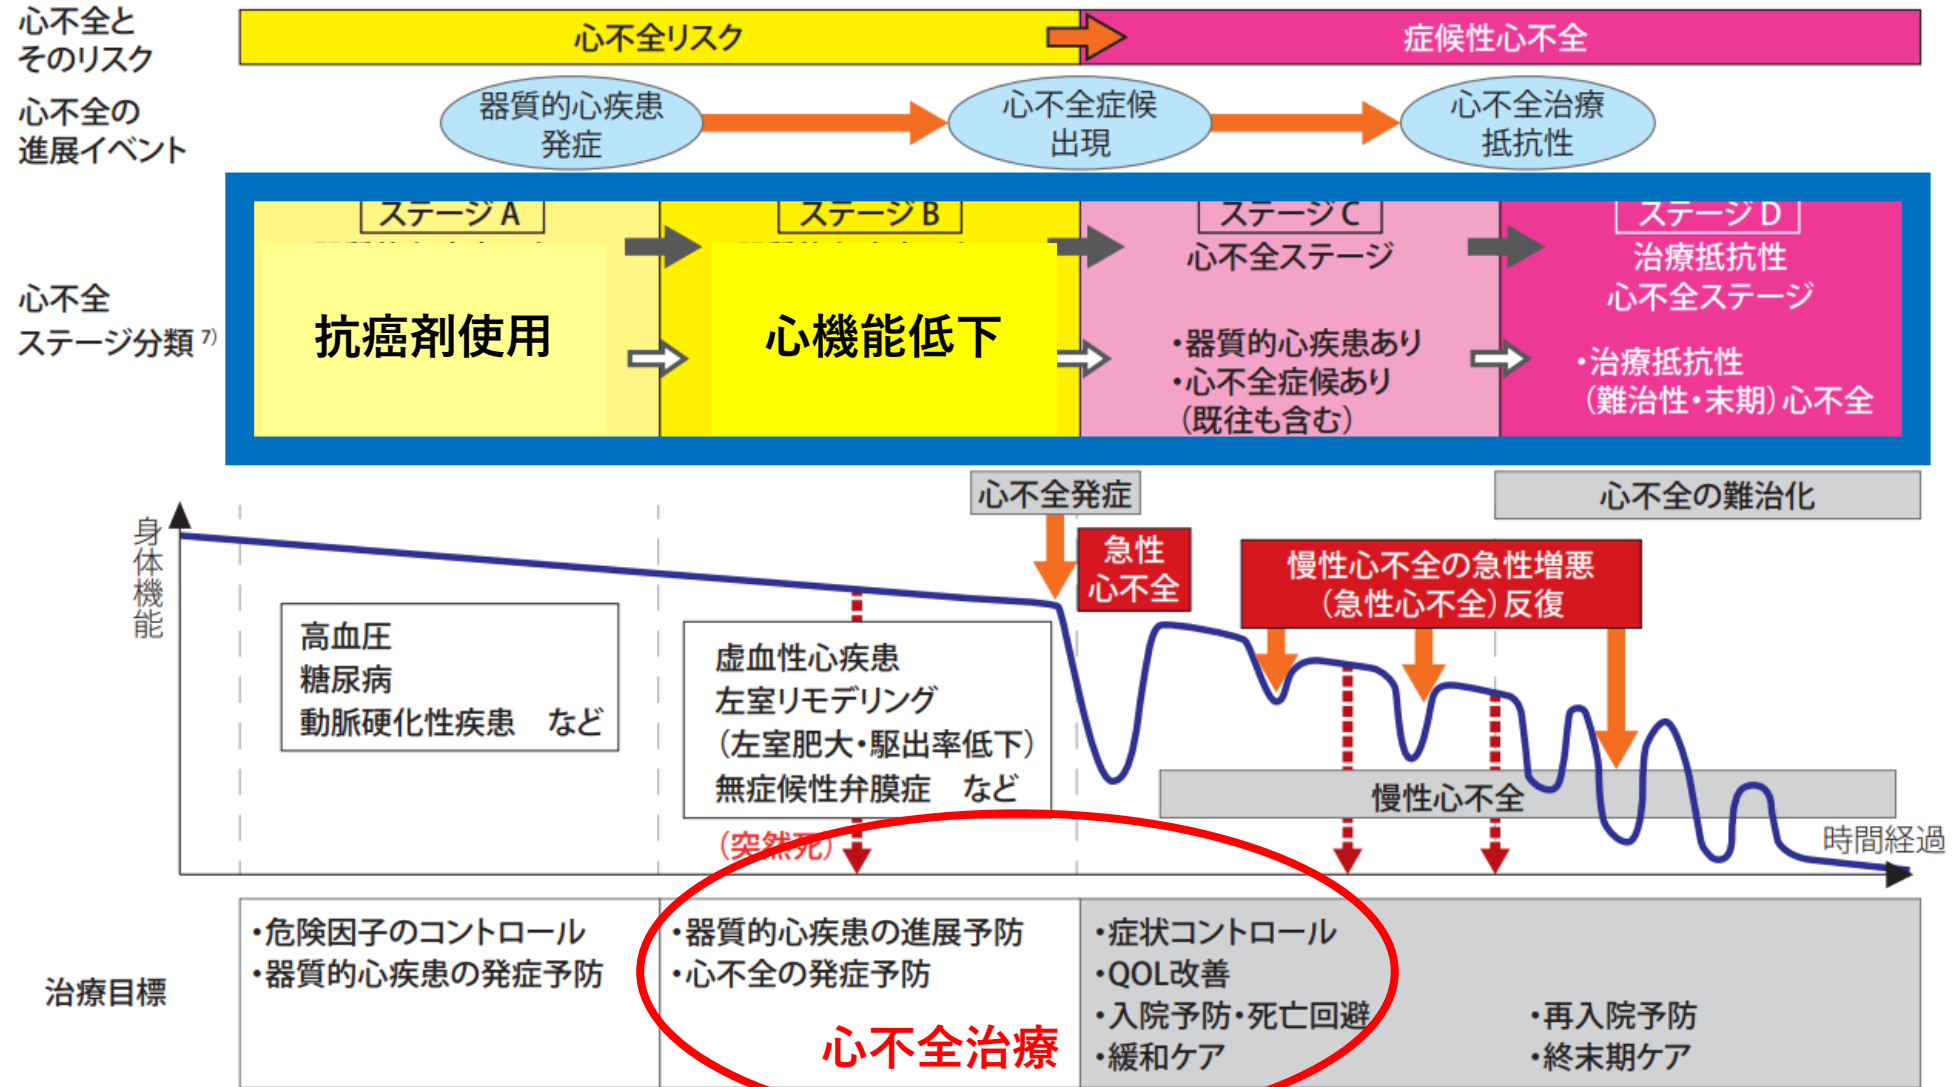 心不全と
そのリスク
心不全リスク
症候性心不全
心不全の
進展イベント
器質的心疾患
発症
心不全症候
出現
心不全治療
抵抗性
心不全
ステージ分類 7)
ステージ A
抗癌剤使用
ステージ B
心機能低下
ステージ C
心不全ステージ
・器質的心疾患あり
・心不全症候あり
(既往も含む)
ステージ D
治療抵抗性
心不全ステージ
・治療抵抗性
(難治性・末期)心不全
心不全発症
心不全の難治化
身体機能
急性
心不全
慢性心不全の急性増悪
(急性心不全)反復
高血圧
糖尿病
動脈硬化性疾患 など
虚血性心疾患
左室リモデリング
(左室肥大・駆出率低下)
無症候性弁膜症 など
慢性心不全
(突然死)
時間経過
治療目標
・危険因子のコントロール
・器質的心疾患の発症予防
・器質的心疾患の進展予防
・心不全の発症予防
心不全治療
・症状コントロール
・QOL改善
・入院予防・死亡回避
・緩和ケア
・再入院予防
・終末期ケア